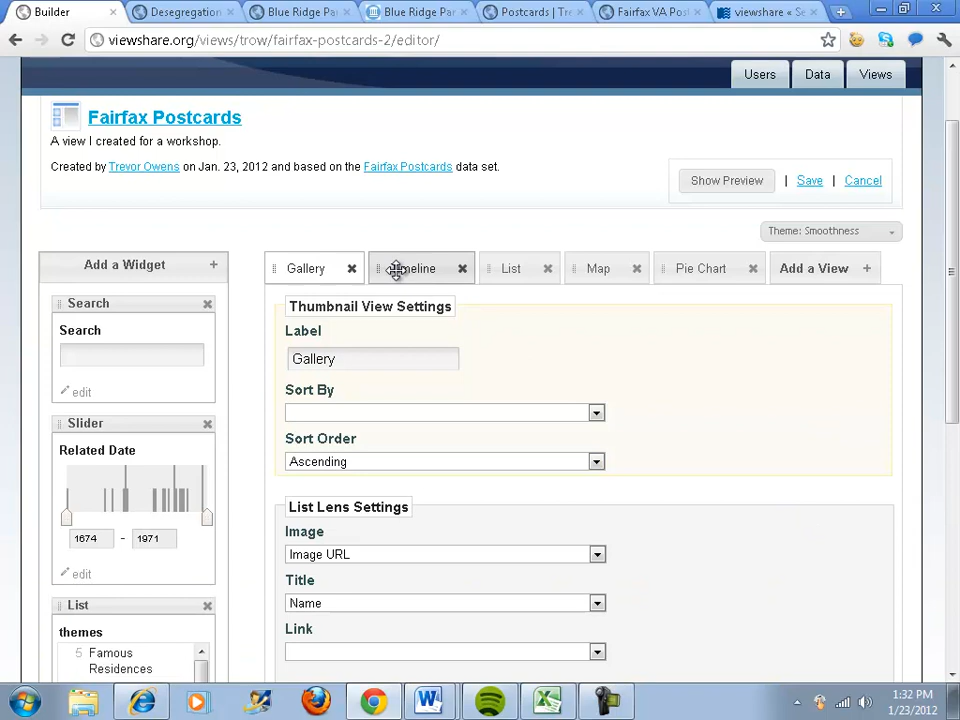 Builder
Desegregation
Blue Ridge Par
Blue Ridge Par
Postcards | Tre
Fairfax VA Pos
viewshare « Se
viewshare.org/views/trow/fairfax-postcards-2/editor/
Users
Data
Views
Fairfax Postcards
A view I created for a workshop.
Created by Trevor Owens on Jan. 23, 2012 and based on the Fairfax Postcards data set.
Show Preview | Save | Cancel
Theme: Smoothness
Add a Widget +
Gallery
List
Map
Pie Chart
Add a View +
Search
Search
edit
Slider
Related Date
1674 - 1971
edit
List
themes
5 Famous
Residences
Thumbnail View Settings
Label
Gallery
Sort By
Sort Order
Ascending
List Lens Settings
Image
Image URL
Title
Name
Link
1:32 PM
1/23/2012